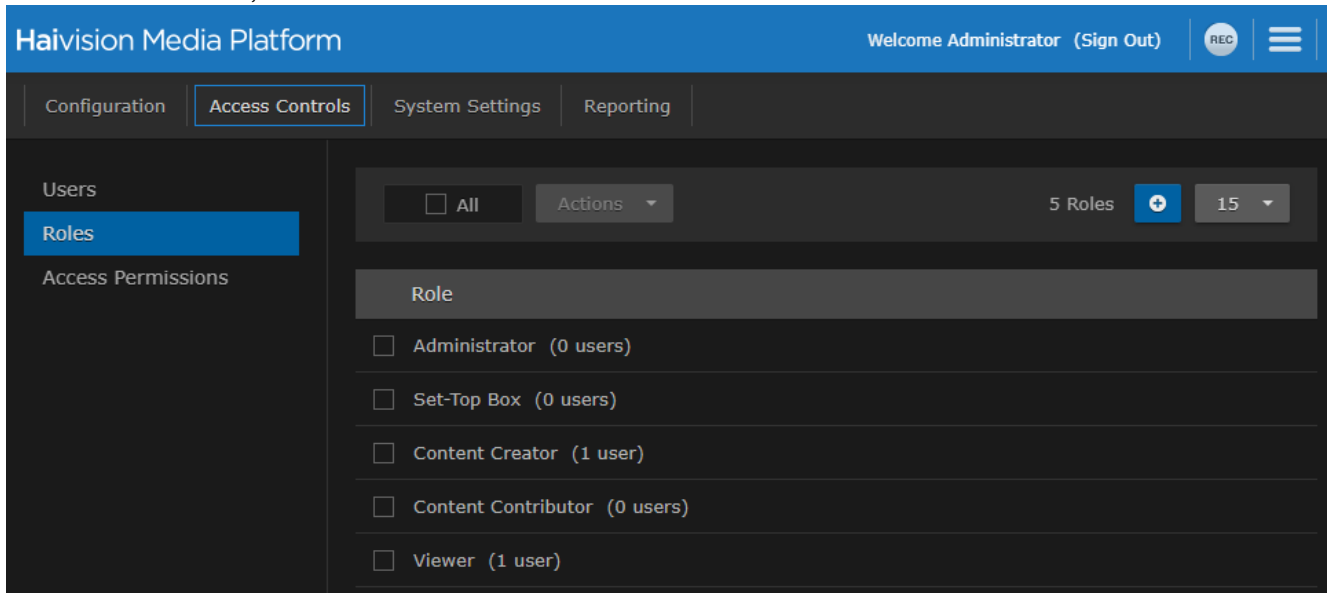 Haivision Media Platform
Welcome Administrator (Sign Out)
REC
Configuration
Access Controls
System Settings
Reporting
Users
Roles
Access Permissions
All
Actions
5 Roles
15
Role
Administrator (0 users)
Set-Top Box (0 users)
Content Creator (1 user)
Content Contributor (0 users)
Viewer (1 user)